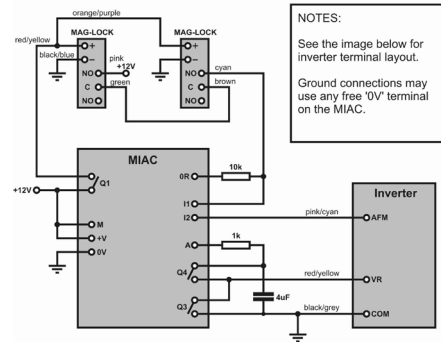 orange/purple
red/yellow
MAG-LOCK
MAG-LOCK
black/blue
+
−
NO
C
NO
pink
+12V
green
+
−
NO
C
NO
cyan
brown
NOTES:
See the image below for
inverter terminal layout.
Ground connections may
use any free '0V' terminal
on the MIAC.
MIAC
+12V
Q1
M
+V
0V
0R
10k
I1
I2
pink/cyan
A
1k
Q4
red/yellow
4uF
Q3
black/grey
Inverter
AFM
VR
COM